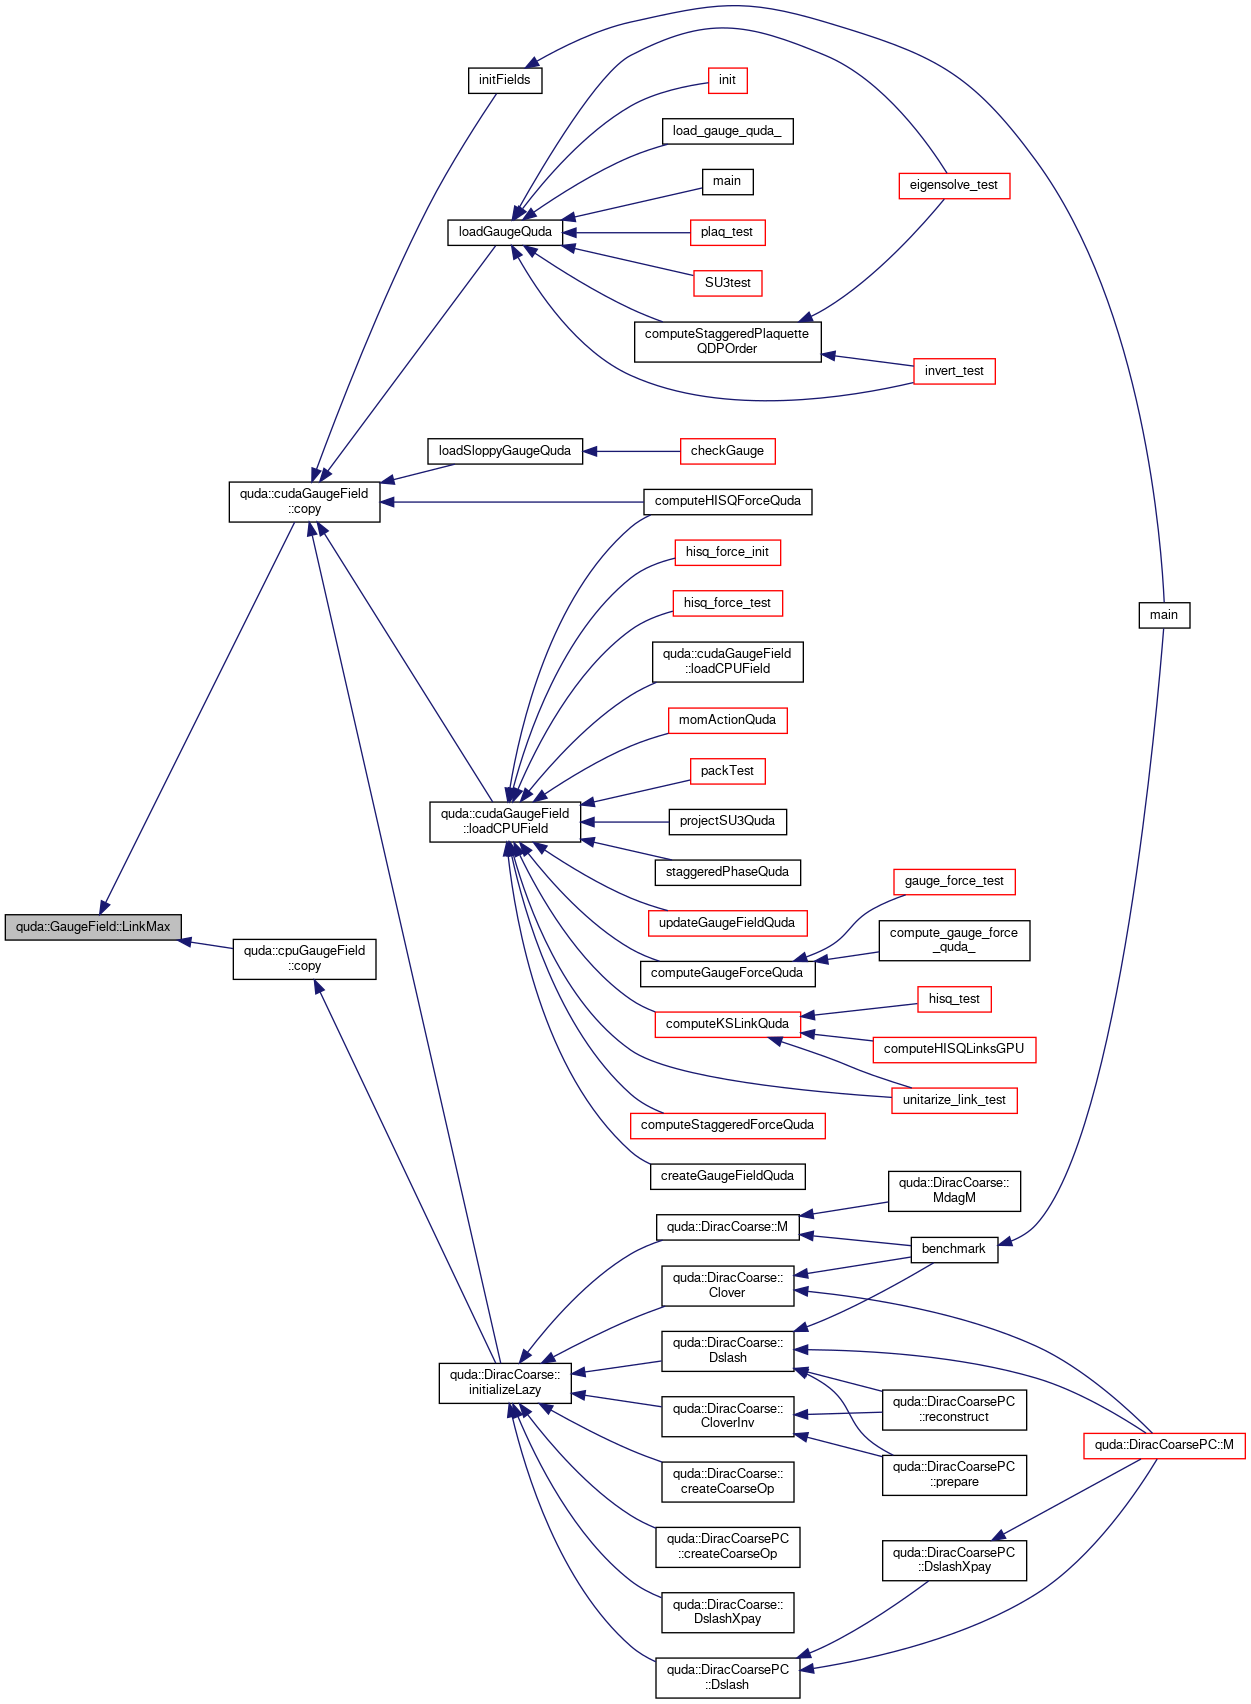 initFields
init
load_gauge_quda_
main
eigensolve_test
loadGaugeQuda
plaq_test
SU3test
computeStaggeredPlaquette
QDPOrder
invert_test
loadSloppyGaugeQuda
checkGauge
quda::cudaGaugeField
::copy
computeHISQForceQuda
hisq_force_init
hisq_force_test
main
quda::cudaGaugeField
::loadCPUField
momActionQuda
packTest
quda::cudaGaugeField
::loadCPUField
projectSU3Quda
staggeredPhaseQuda
gauge_force_test
updateGaugeFieldQuda
quda::GaugeField::LinkMax
compute_gauge_force
_quda_
quda::cpuGaugeField
::copy
computeGaugeForceQuda
hisq_test
computeKSLinkQuda
computeHISQLinksGPU
unitarize_link_test
computeStaggeredForceQuda
createGaugeFieldQuda
quda::DiracCoarse::
MdagM
quda::DiracCoarse::M
benchmark
quda::DiracCoarse::
Clover
quda::DiracCoarse::
Dslash
quda::DiracCoarse::
initializeLazy
quda::DiracCoarsePC
::reconstruct
quda::DiracCoarse::
CloverInv
quda::DiracCoarsePC::M
quda::DiracCoarsePC
::prepare
quda::DiracCoarse::
createCoarseOp
quda::DiracCoarsePC
::createCoarseOp
quda::DiracCoarsePC
::DslashXpay
quda::DiracCoarse::
DslashXpay
quda::DiracCoarsePC
::Dslash